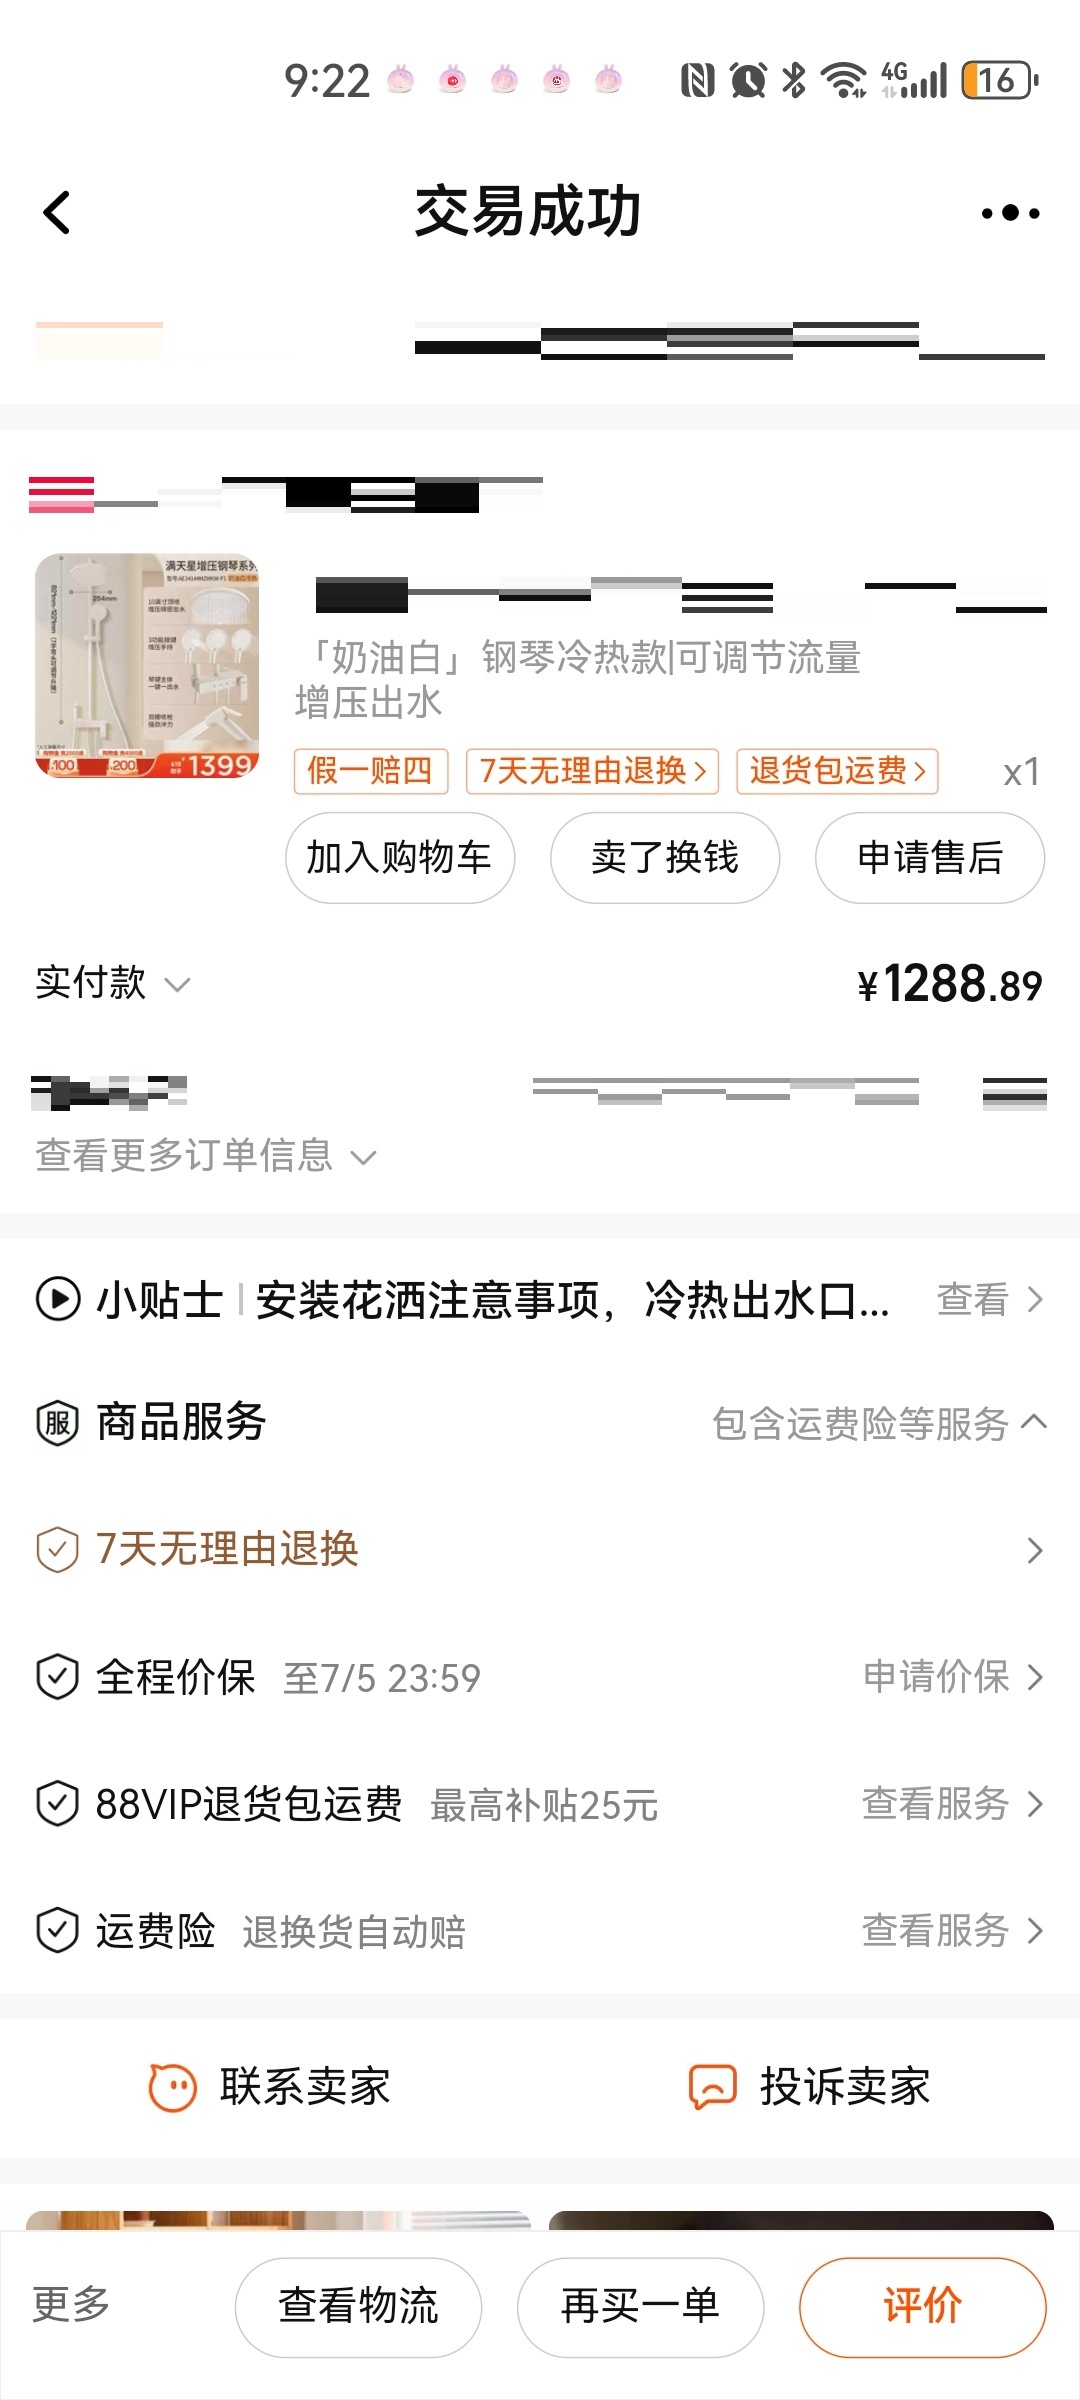 9:22
4G
16
交易成功
满天星增压钢琴系列
254mm
¥1399
100
200
「奶油白」钢琴冷热款|可调节流量
增压出水
假一赔四
7天无理由退换
退货包运费
x1
加入购物车
卖了换钱
申请售后
实付款
¥1288.89
查看更多订单信息
小贴士
安装花洒注意事项，冷热出水口...
查看
服
商品服务
包含运费险等服务
7天无理由退换
全程价保 至7/5 23:59
申请价保
88VIP退货包运费 最高补贴25元
查看服务
运费险 退换货自动赔
查看服务
联系卖家
投诉卖家
更多
查看物流
再买一单
评价